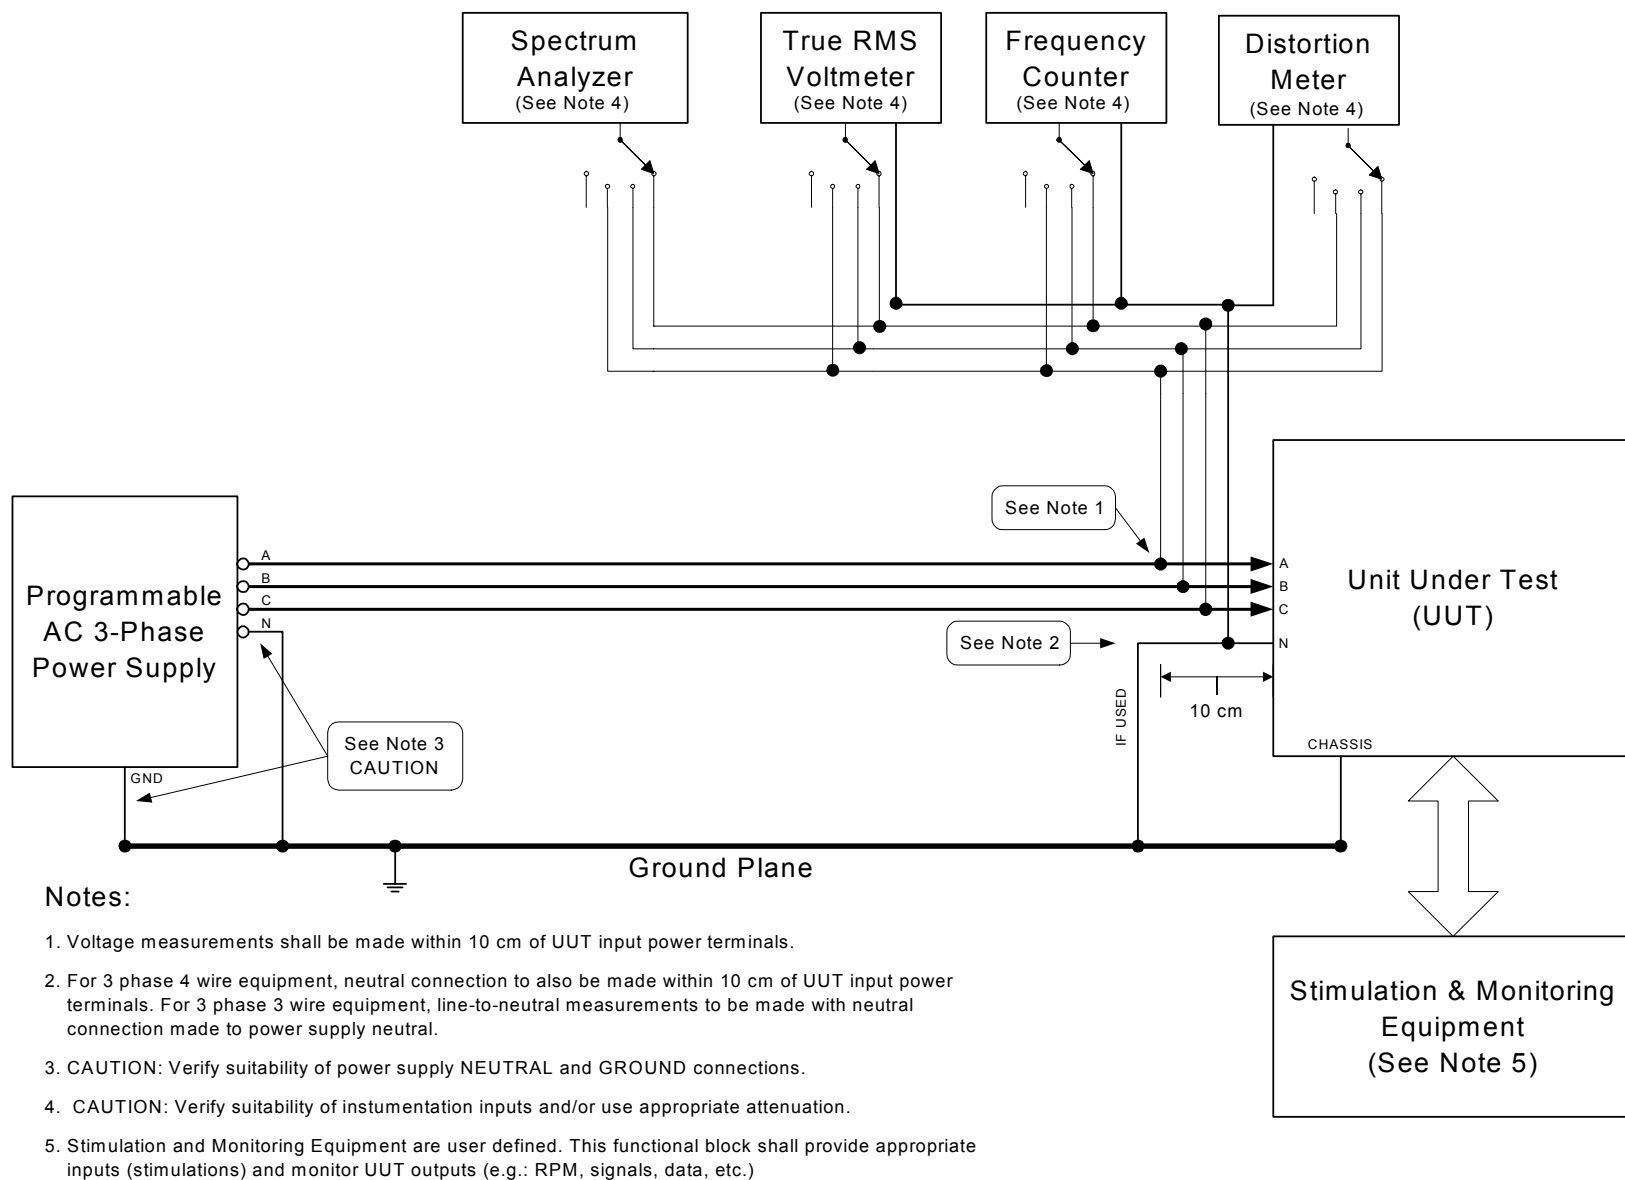 Spectrum
Analyzer
(See Note 4)
True RMS
Voltmeter
(See Note 4)
Frequency
Counter
(See Note 4)
Distortion
Meter
(See Note 4)
See Note 1
Programmable
AC 3-Phase
Power Supply
A
B
C
N
GND
See Note 2
See Note 3
CAUTION
IF USED
10 cm
A
B
C
N
Unit Under Test
(UUT)
CHASSIS
Ground Plane
Stimulation & Monitoring
Equipment
(See Note 5)
Notes:
1. Voltage measurements shall be made within 10 cm of UUT input power terminals.
2. For 3 phase 4 wire equipment, neutral connection to also be made within 10 cm of UUT input power
terminals. For 3 phase 3 wire equipment, line-to-neutral measurements to be made with neutral
connection made to power supply neutral.
3. CAUTION: Verify suitability of power supply NEUTRAL and GROUND connections.
4. CAUTION: Verify suitability of instumentation inputs and/or use appropriate attenuation.
5. Stimulation and Monitoring Equipment are user defined. This functional block shall provide appropriate
inputs (stimulations) and monitor UUT outputs (e.g.: RPM, signals, data, etc.)